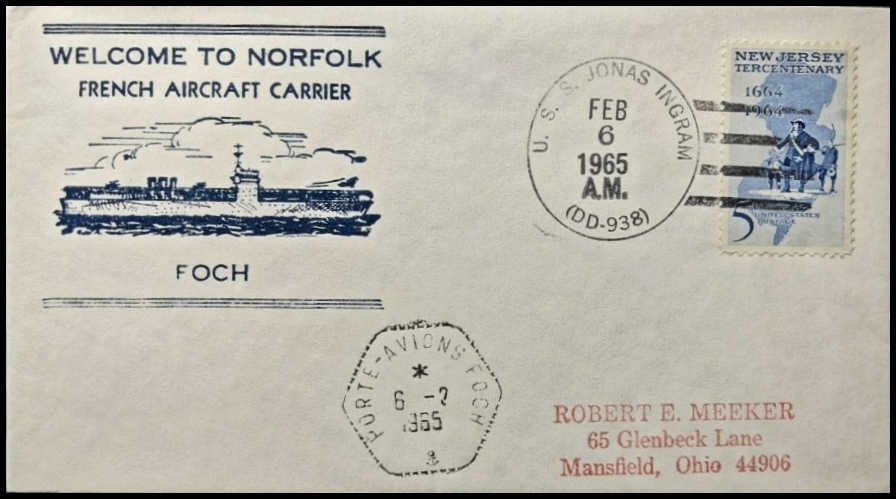 WELCOME TO NORFOLK
FRENCH AIRCRAFT CARRIER
FOCH
U. S. S. JONAS INGRAM
FEB
6
1965
A.M.
(DD-938)
NEW JERSEY
TERCENTENARY
1664
1964
5
UNITED STATES
PORTE-AVIONS FOCH
*
6 -2
1965
ROBERT E. MEEKER
65 Glenbeck Lane
Mansfield, Ohio 44906